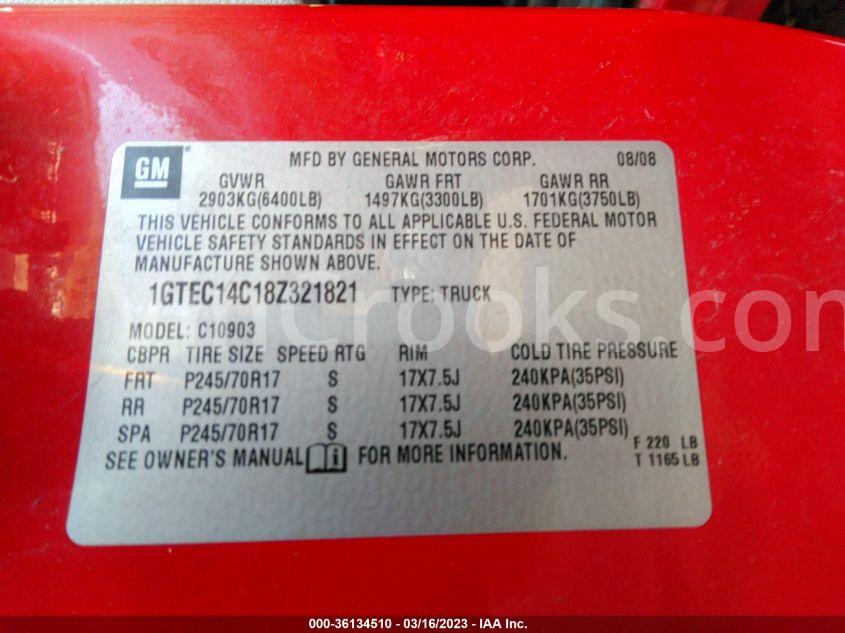 GM MFD BY GENERAL MOTORS CORP. 08/08
GVWR GAWR FRT GAWR RR
2903KG(6400LB) 1497KG(3300LB) 1701KG(3750LB)
THIS VEHICLE CONFORMS TO ALL APPLICABLE U.S. FEDERAL MOTOR
VEHICLE SAFETY STANDARDS IN EFFECT ON THE DATE OF
MANUFACTURE SHOWN ABOVE.
1GTEC14C18Z321821 TYPE: TRUCK
MODEL: C10903
CBPR TIRE SIZE SPEED RTG RIM COLD TIRE PRESSURE
FRT P245/70R17 S 17X7.5J 240KPA(35PSI)
RR P245/70R17 S 17X7.5J 240KPA(35PSI)
SPA P245/70R17 S 17X7.5J 240KPA(35PSI)
F 220 LB
SEE OWNER'S MANUAL i FOR MORE INFORMATION. T 1165 LB
000-36134510 / 03/16/2023 - IAA Inc.